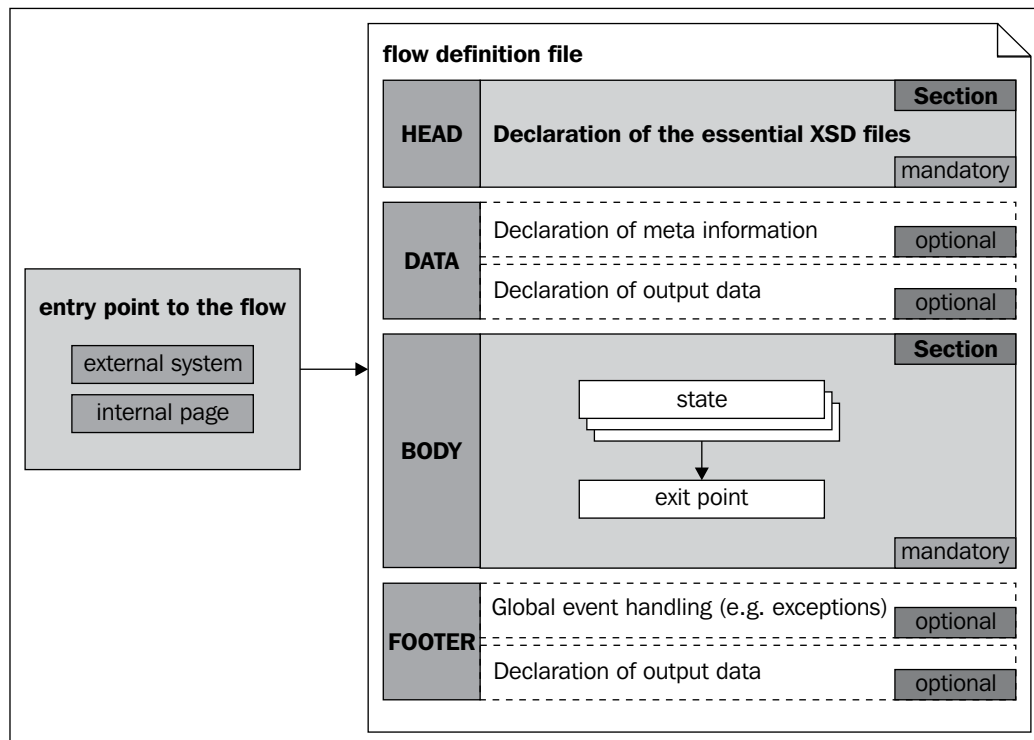 flow definition file
Section
HEAD
Declaration of the essential XSD files
mandatory
Declaration of meta information
optional
DATA
Declaration of output data
optional
entry point to the flow
external system
internal page
Section
state
BODY
exit point
mandatory
Global event handling (e.g. exceptions)
optional
FOOTER
Declaration of output data
optional